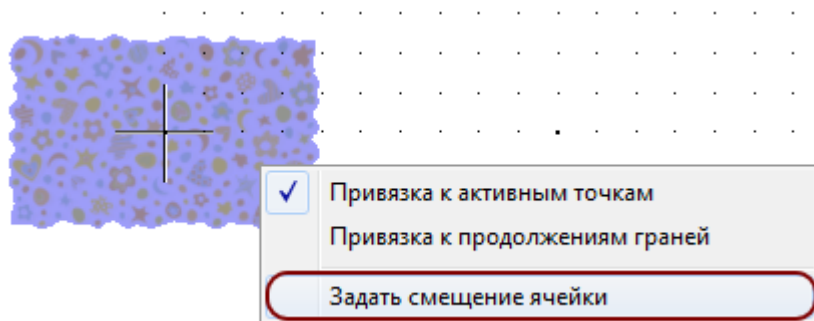 Привязка к активным точкам
Привязка к продолжениям граней
Задать смещение ячейки